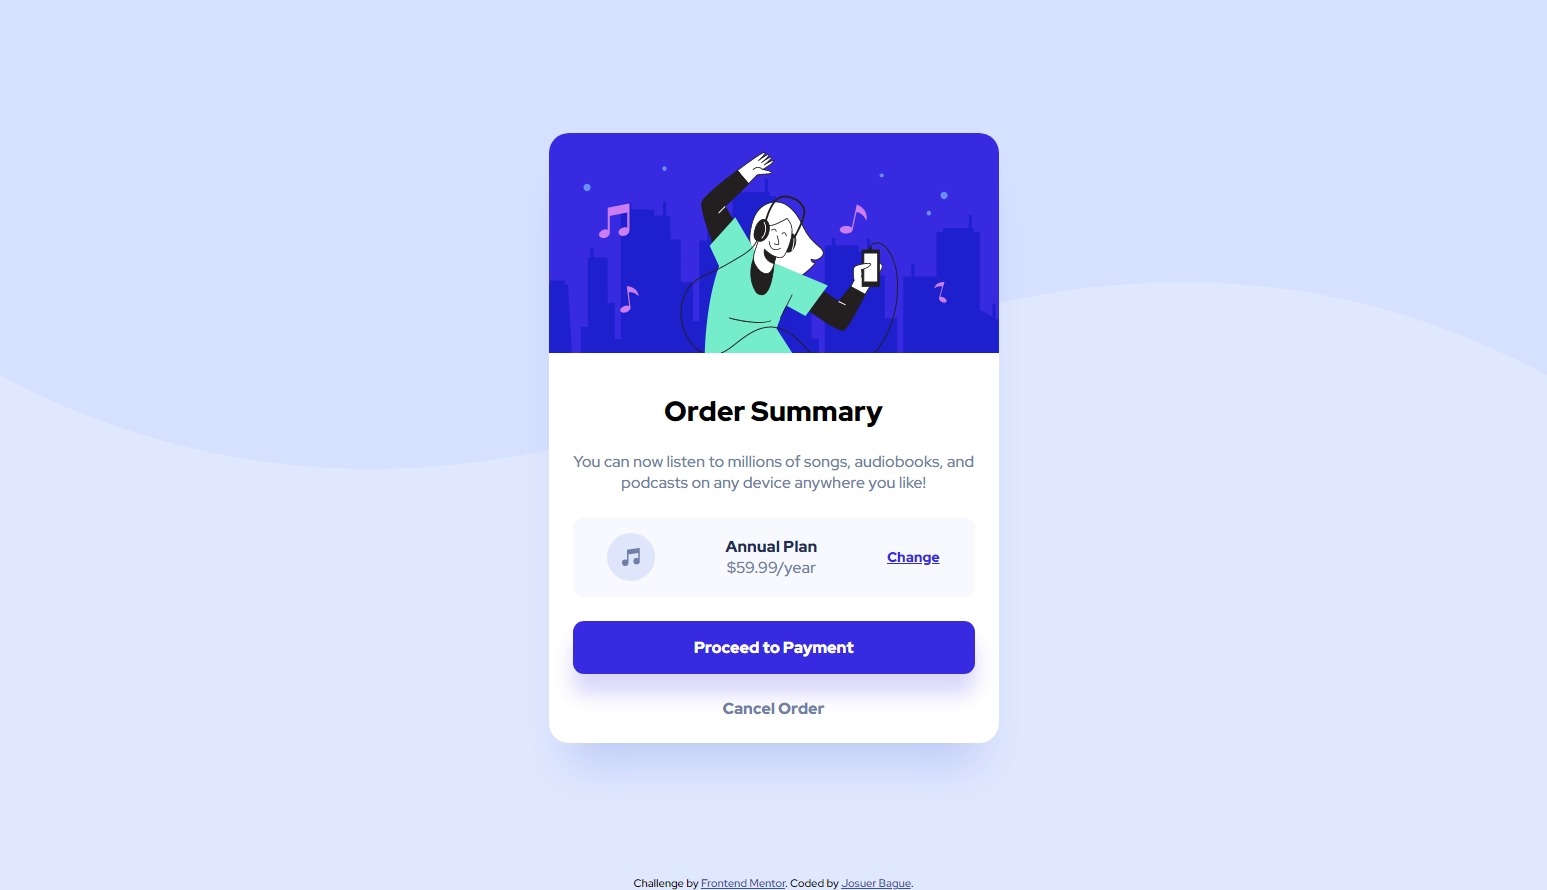 Order Summary
You can now listen to millions of songs, audiobooks, and
podcasts on any device anywhere you like!
Annual Plan
$59.99/year
Change
Proceed to Payment
Cancel Order
Challenge by Frontend Mentor. Coded by Josuer Bague.